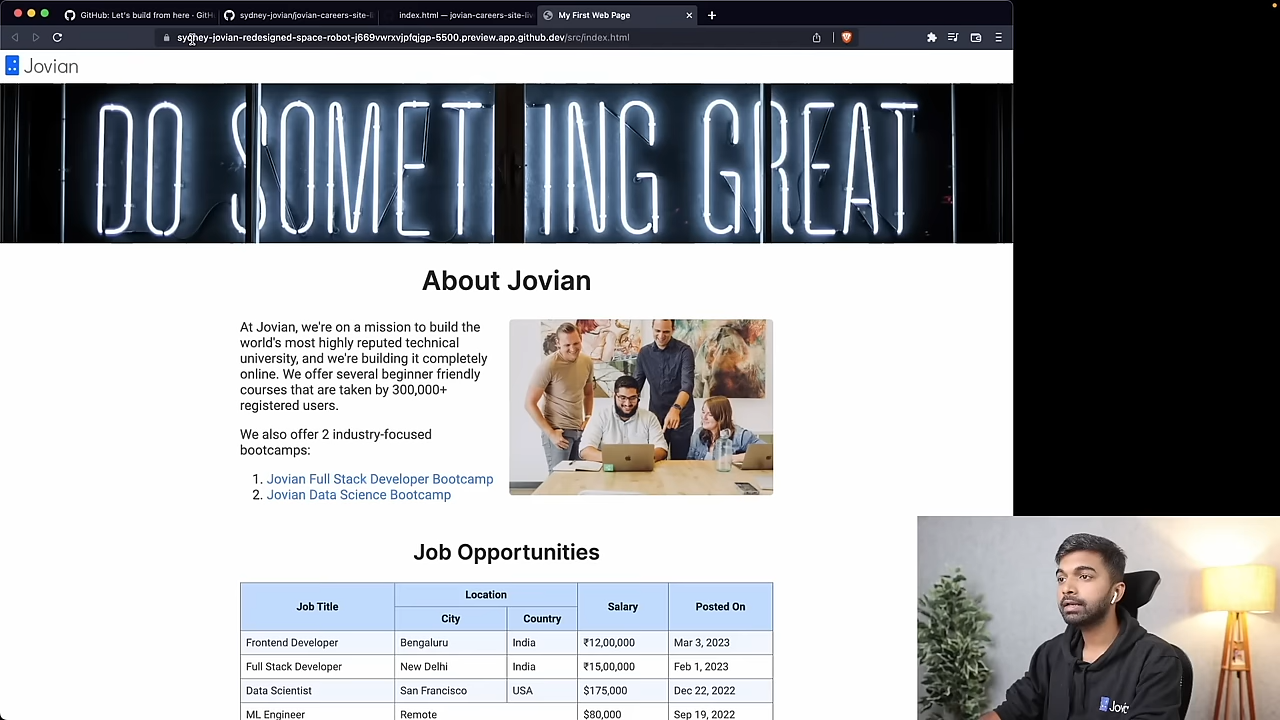 GitHub: Let's build from here · GitH
sydney-jovian/jovian-careers-site-li
index.html — jovian-careers-site-liv
My First Web Page
sydney-jovian-redesigned-space-robot-j669vwrxvjpfqjgp-5500.preview.app.github.dev/src/index.html
Jovian
DO SOMETHING GREAT
About Jovian
At Jovian, we're on a mission to build the
world's most highly reputed technical
university, and we're building it completely
online. We offer several beginner friendly
courses that are taken by 300,000+
registered users.
We also offer 2 industry-focused
bootcamps:
1. Jovian Full Stack Developer Bootcamp
2. Jovian Data Science Bootcamp
Job Opportunities
Job Title Location Salary Posted On
City Country
Frontend Developer Bengaluru India ₹12,00,000 Mar 3, 2023
Full Stack Developer New Delhi India ₹15,00,000 Feb 1, 2023
Data Scientist San Francisco USA $175,000 Dec 22, 2022
ML Engineer Remote $80,000 Sep 19, 2022